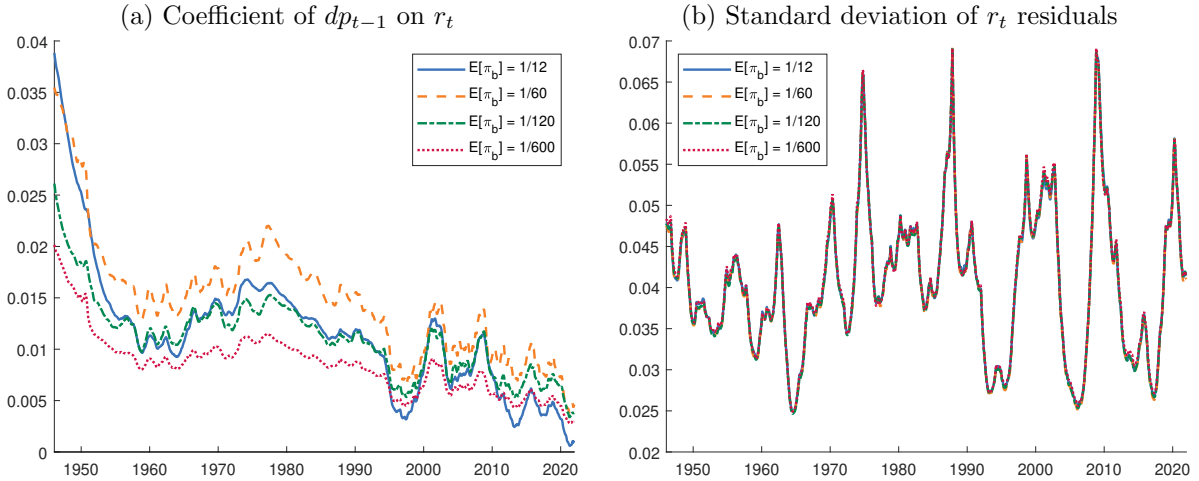 (a) Coefficient of dp_{t−1} on r_t
0.04
0.035
0.03
0.025
0.02
0.015
0.01
0.005
0
1950 1960 1970 1980 1990 2000 2010 2020
E[π_b] = 1/12
E[π_b] = 1/60
E[π_b] = 1/120
E[π_b] = 1/600
(b) Standard deviation of r_t residuals
0.07
0.065
0.06
0.055
0.05
0.045
0.04
0.035
0.03
0.025
0.02
1950 1960 1970 1980 1990 2000 2010 2020
E[π_b] = 1/12
E[π_b] = 1/60
E[π_b] = 1/120
E[π_b] = 1/600